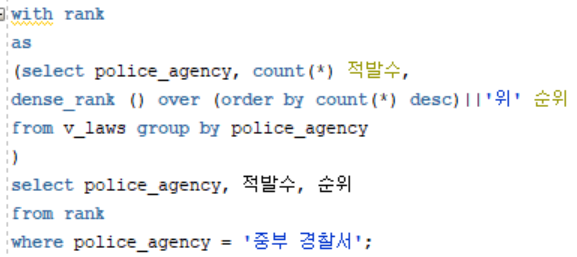 with rank
as
(select police_agency, count(*) 적발수,
dense_rank () over (order by count(*) desc)||'위' 순위
from v_laws group by police_agency
)
select police_agency, 적발수, 순위
from rank
where police_agency = '중부 경찰서';